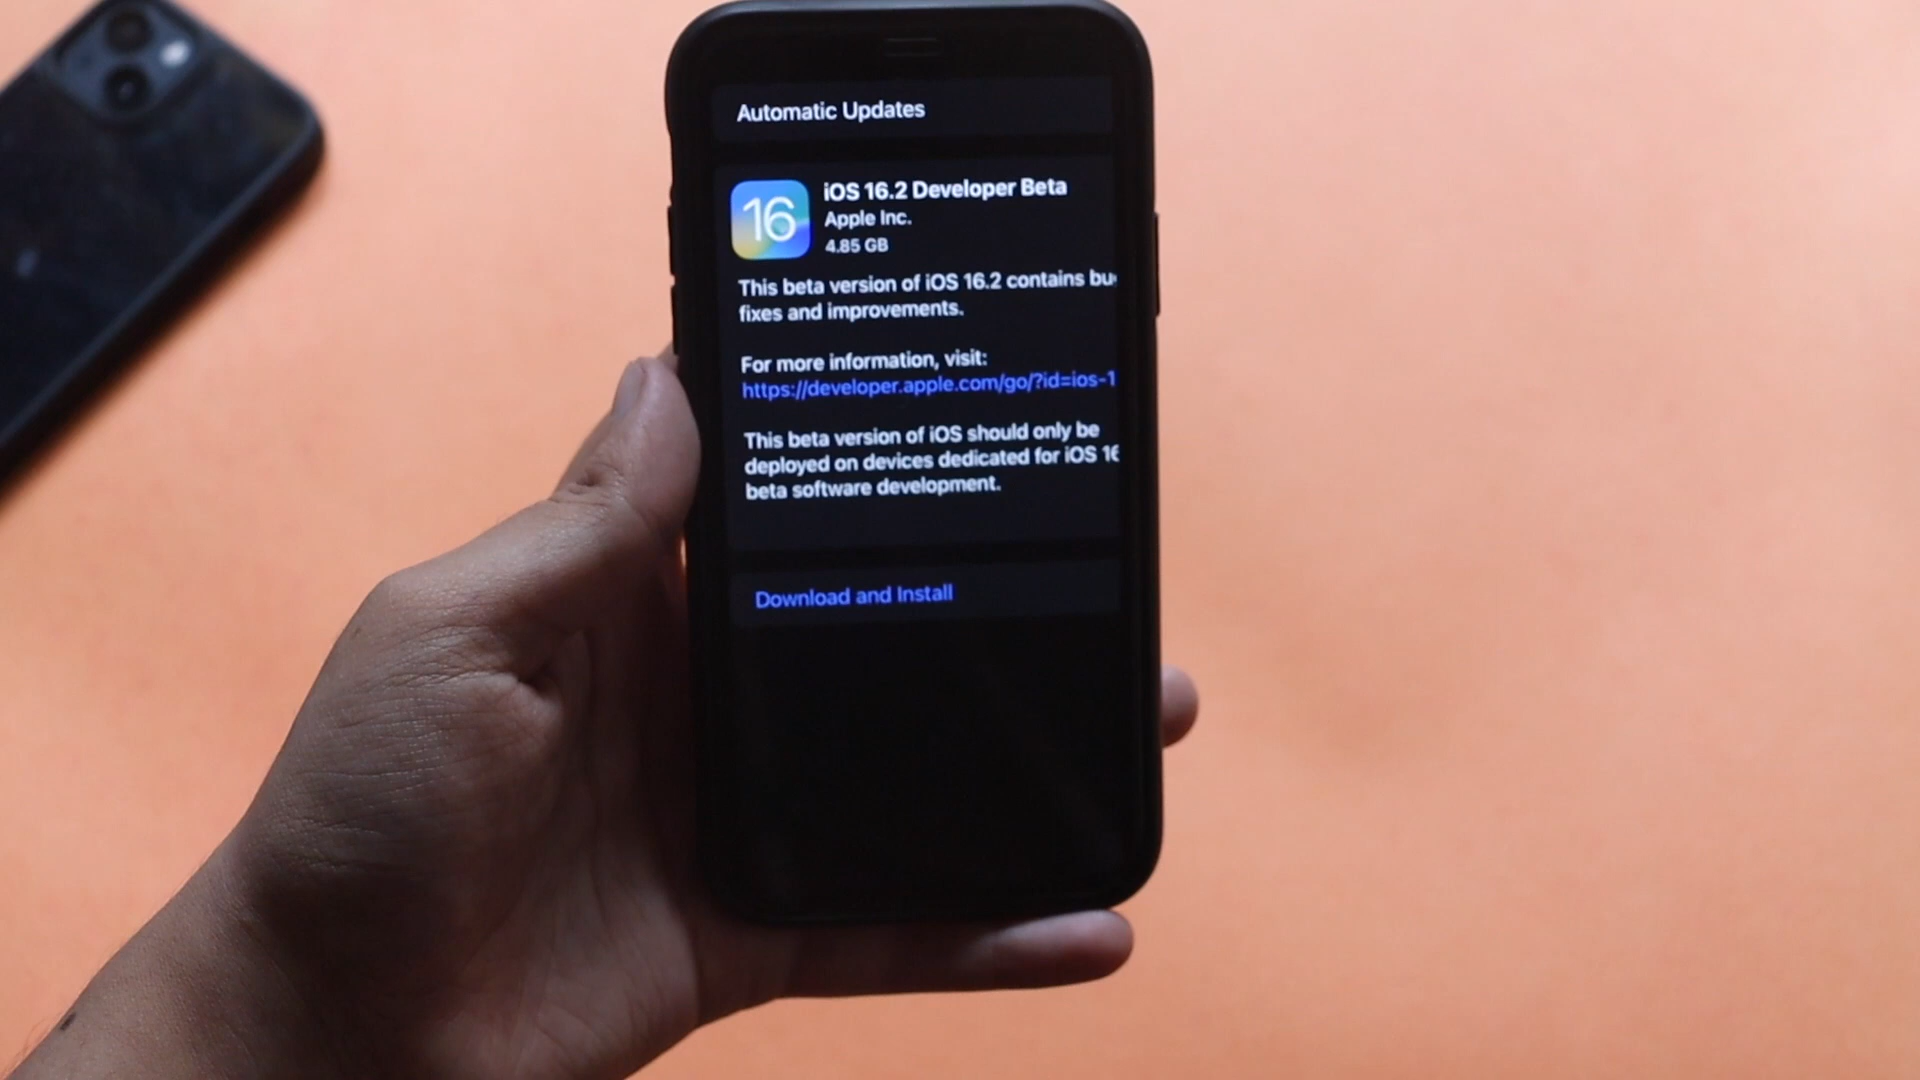 Automatic Updates
16
iOS 16.2 Developer Beta
Apple Inc.
4.85 GB
This beta version of iOS 16.2 contains
fixes and improvements.
For more information, visit:
https://developer.apple.com/go/?id=ios-1
This beta version of iOS should only be
deployed on devices dedicated for iOS 16
beta software development.
Download and Install